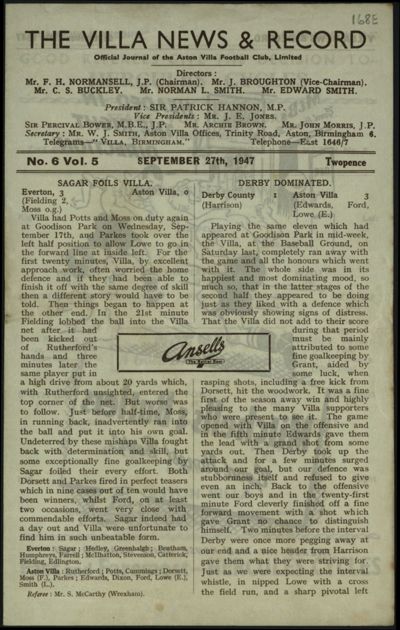 168E
THE VILLA NEWS & RECORD
Official Journal of the Aston Villa Football Club, Limited
Directors :
Mr. F. H. NORMANSELL, J.P. (Chairman). Mr. J. BROUGHTON (Vice-Chairman).
Mr. C. S. BUCKLEY. Mr. NORMAN L. SMITH. Mr. EDWARD SMITH.
President : SIR PATRICK HANNON, M.P.
Vice Presidents : MR. J. E. JONES.
SIR PERCIVAL BOWER, M.B.E., J.P. MR. ARCHIE BROWN. MR. JOHN MORRIS, J.P.
Secretary : MR. W. J. SMITH, Aston Villa Offices, Trinity Road, Aston, Birmingham 6.
Telegrams—" VILLA, BIRMINGHAM." Telephone—East 1646/7
No. 6 Vol. 5 SEPTEMBER 27th, 1947 Twopence
SAGAR FOILS VILLA.
Everton, 3 Aston Villa, 0
(Fielding 2,
Moss o.g.)
Villa had Potts and Moss on duty again
at Goodison Park on Wednesday, Sep-
tember 17th, and Parkes took over the
left half position to allow Lowe to go in
the forward line at inside left. For the
first twenty minutes, Villa, by excellent
approach work, often worried the home
defence and if they had been able to
finish it off with the same degree of skill
then a different story would have to be
told. Then things began to happen at
the other end. In the 21st minute
Fielding lobbed the ball into the Villa
net after it had
been kicked out
of Rutherford's
hands and three
minutes later the
same player put in
a high drive from about 20 yards which,
with Rutherford unsighted, entered the
top corner of the net. But worse was
to follow. Just before half-time, Moss,
in running back, inadvertently ran into
the ball and put it into his own goal.
Undeterred by these mishaps Villa fought
back with determination and skill, but
some exceptionally fine goalkeeping by
Sagar foiled their every effort. Both
Dorsett and Parkes fired in perfect teasers
which in nine cases out of ten would have
been winners, whilst Ford, on at least
two occasions, went very close with
commendable efforts. Sagar indeed had
a day out and Villa were unfortunate to
find him in such unbeatable form.
Everton : Sagar ; Hedley, Greenhalgh ; Bentham,
Humphreys, Farrell ; McIlhatton, Stevenson, Catterick,
Fielding, Eglington.
Aston Villa : Rutherford ; Potts, Cummings ; Dorsett,
Moss (F.), Parkes ; Edwards, Dixon, Ford, Lowe (E.),
Smith (L.).
Referee : Mr. S. McCarthy (Wrexham).
Ansells
The Better Beer
DERBY DOMINATED.
Derby County 1 Aston Villa 3
(Harrison) (Edwards, Ford,
Lowe (E.)
Playing the same eleven which had
appeared at Goodison Park in mid-week,
the Villa, at the Baseball Ground, on
Saturday last, completely ran away with
the game and all the honours which went
with it. The whole side was in its
happiest and most dominating mood, so
much so, that in the latter stages of the
second half they appeared to be doing
just as they liked with a defence which
was obviously showing signs of distress.
That the Villa did not add to their score
during that period
must be mainly
attributed to some
fine goalkeeping by
Grant, aided by
some luck, when
rasping shots, including a free kick from
Dorsett, hit the woodwork. It was a fine
first of the season away win and highly
pleasing to the many Villa supporters
who were present to see it. The game
opened with Villa on the offensive and
in the fifth minute Edwards gave them
the lead with a grand shot from some
yards out. Then Derby took up the
attack and for a few minutes surged
around our goal, but our defence was
stubbornness itself and refused to give
even an inch. Back to the offensive
went our boys and in the twenty-first
minute Ford cleverly finished off a fine
forward movement with a shot which
gave Grant no chance to distinguish
himself. Two minutes before the interval
Derby were once more pegging away at
our end and a nice header from Harrison
gave them what they were striving for.
Just as we were expecting the interval
whistle, in nipped Lowe with a cross
the field run, and a sharp pivotal left